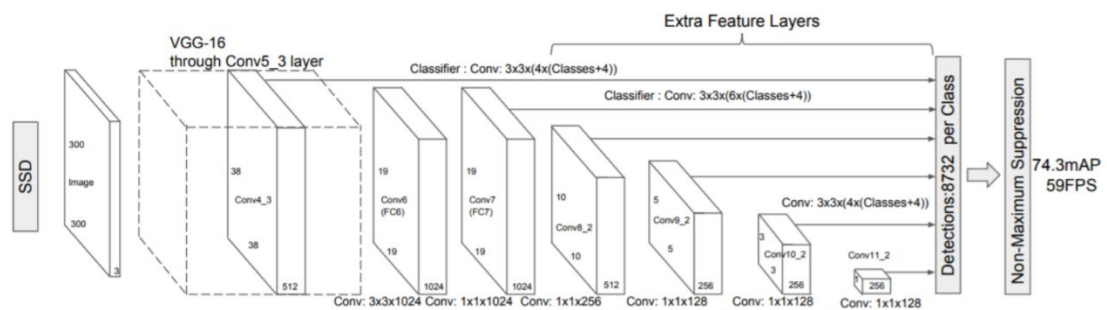 Extra Feature Layers
VGG-16
through Conv5_3 layer
Classifier : Conv: 3x3x(4x(Classes+4))
Classifier : Conv: 3x3x(6x(Classes+4))
SSD
300
Image
300
3
38
Conv4_3
38
512
19
Conv6
(FC6)
19
1024
19
Conv7
(FC7)
19
1024
10
Conv8_2
10
512
5
Conv9_2
5
256
Conv: 3x3x(4x(Classes+4))
3
Conv10_2
3
256
Conv11_2
1
256
Detections:8732 per Class
Non-Maximum Suppression
74.3mAP
59FPS
Conv: 3x3x1024
Conv: 1x1x1024
Conv: 1x1x256
Conv: 1x1x128
Conv: 1x1x128
Conv: 1x1x128